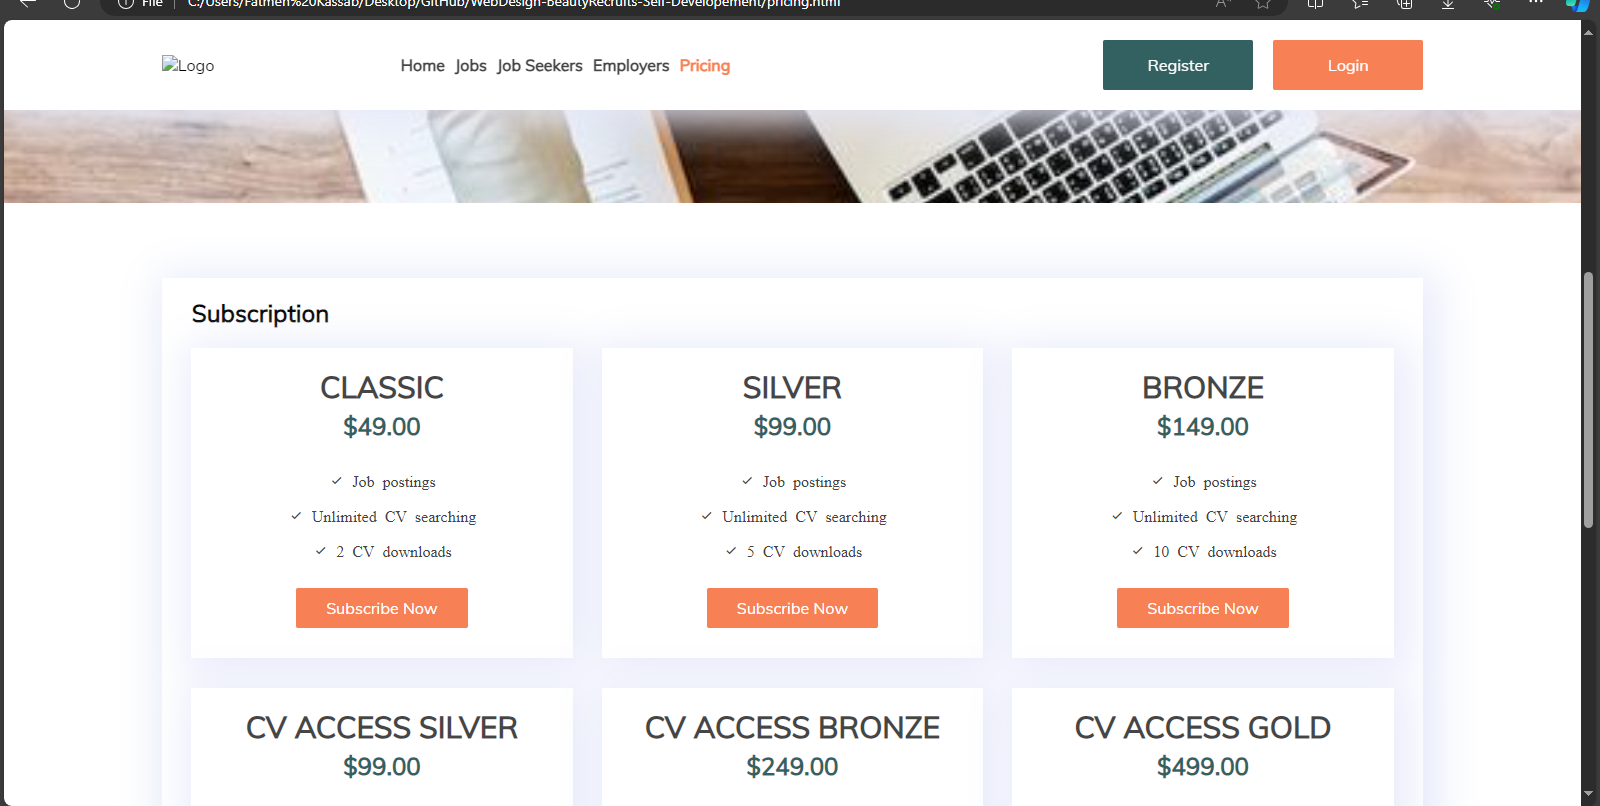 File C:/Users/Fatmeh%20Kassab/Desktop/GitHub/WebDesign-BeautyRecruits-Self-Developement/pricing.html
Logo Home Jobs Job Seekers Employers Pricing Register Login
Subscription
CLASSIC SILVER BRONZE
$49.00 $99.00 $149.00
Job postings Job postings Job postings
Unlimited CV searching Unlimited CV searching Unlimited CV searching
2 CV downloads 5 CV downloads 10 CV downloads
Subscribe Now Subscribe Now Subscribe Now
CV ACCESS SILVER CV ACCESS BRONZE CV ACCESS GOLD
$99.00 $249.00 $499.00